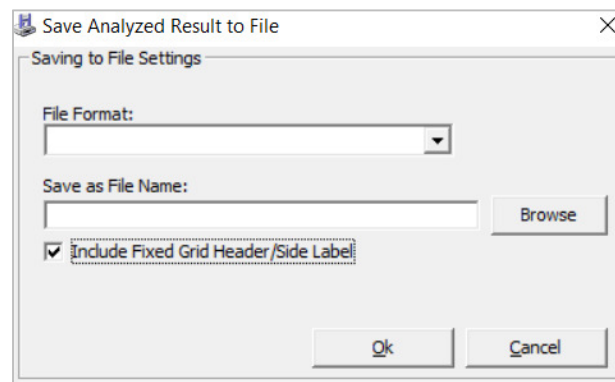 Save Analyzed Result to File
Saving to File Settings
File Format:
Save as File Name:
Browse
Include Fixed Grid Header/Side Label
Ok
Cancel